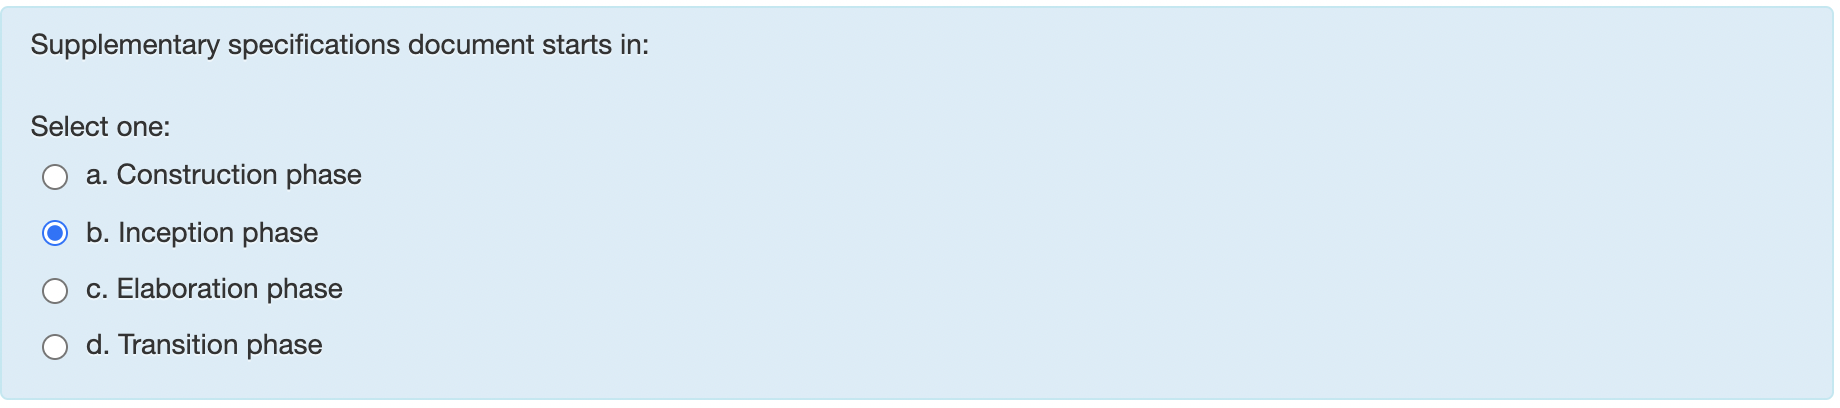 Supplementary specifications document starts in:
Select one:
a. Construction phase
b. Inception phase
c. Elaboration phase
d. Transition phase